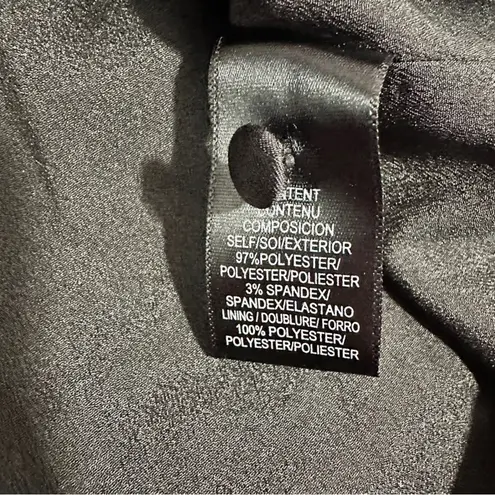 CONTENU
COMPOSICION
SELF/SOI/EXTERIOR
97%POLYESTER/
POLYESTER/POLIESTER
3% SPANDEX/
SPANDEX/ELASTANO
LINING / DOUBLURE/ FORRO
100% POLYESTER/
POLYESTER/POLIESTER